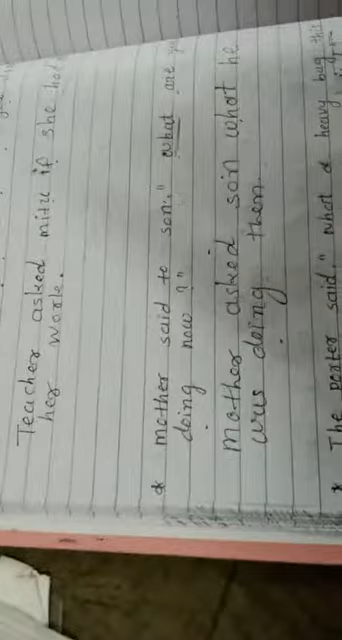 Teacher asked mitu if she had
her work.
* mother said to son:" what are you
doing now ?"
Mother asked son what he
was doing then.
* The porter said," what a heavy bug this